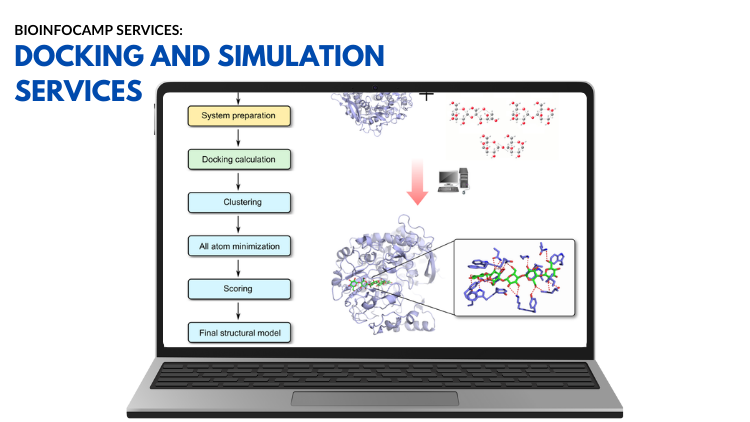 BIOINFOCAMP SERVICES:
DOCKING AND SIMULATION
SERVICES
System preparation
Docking calculation
Clustering
All atom minimization
Scoring
Final structural model